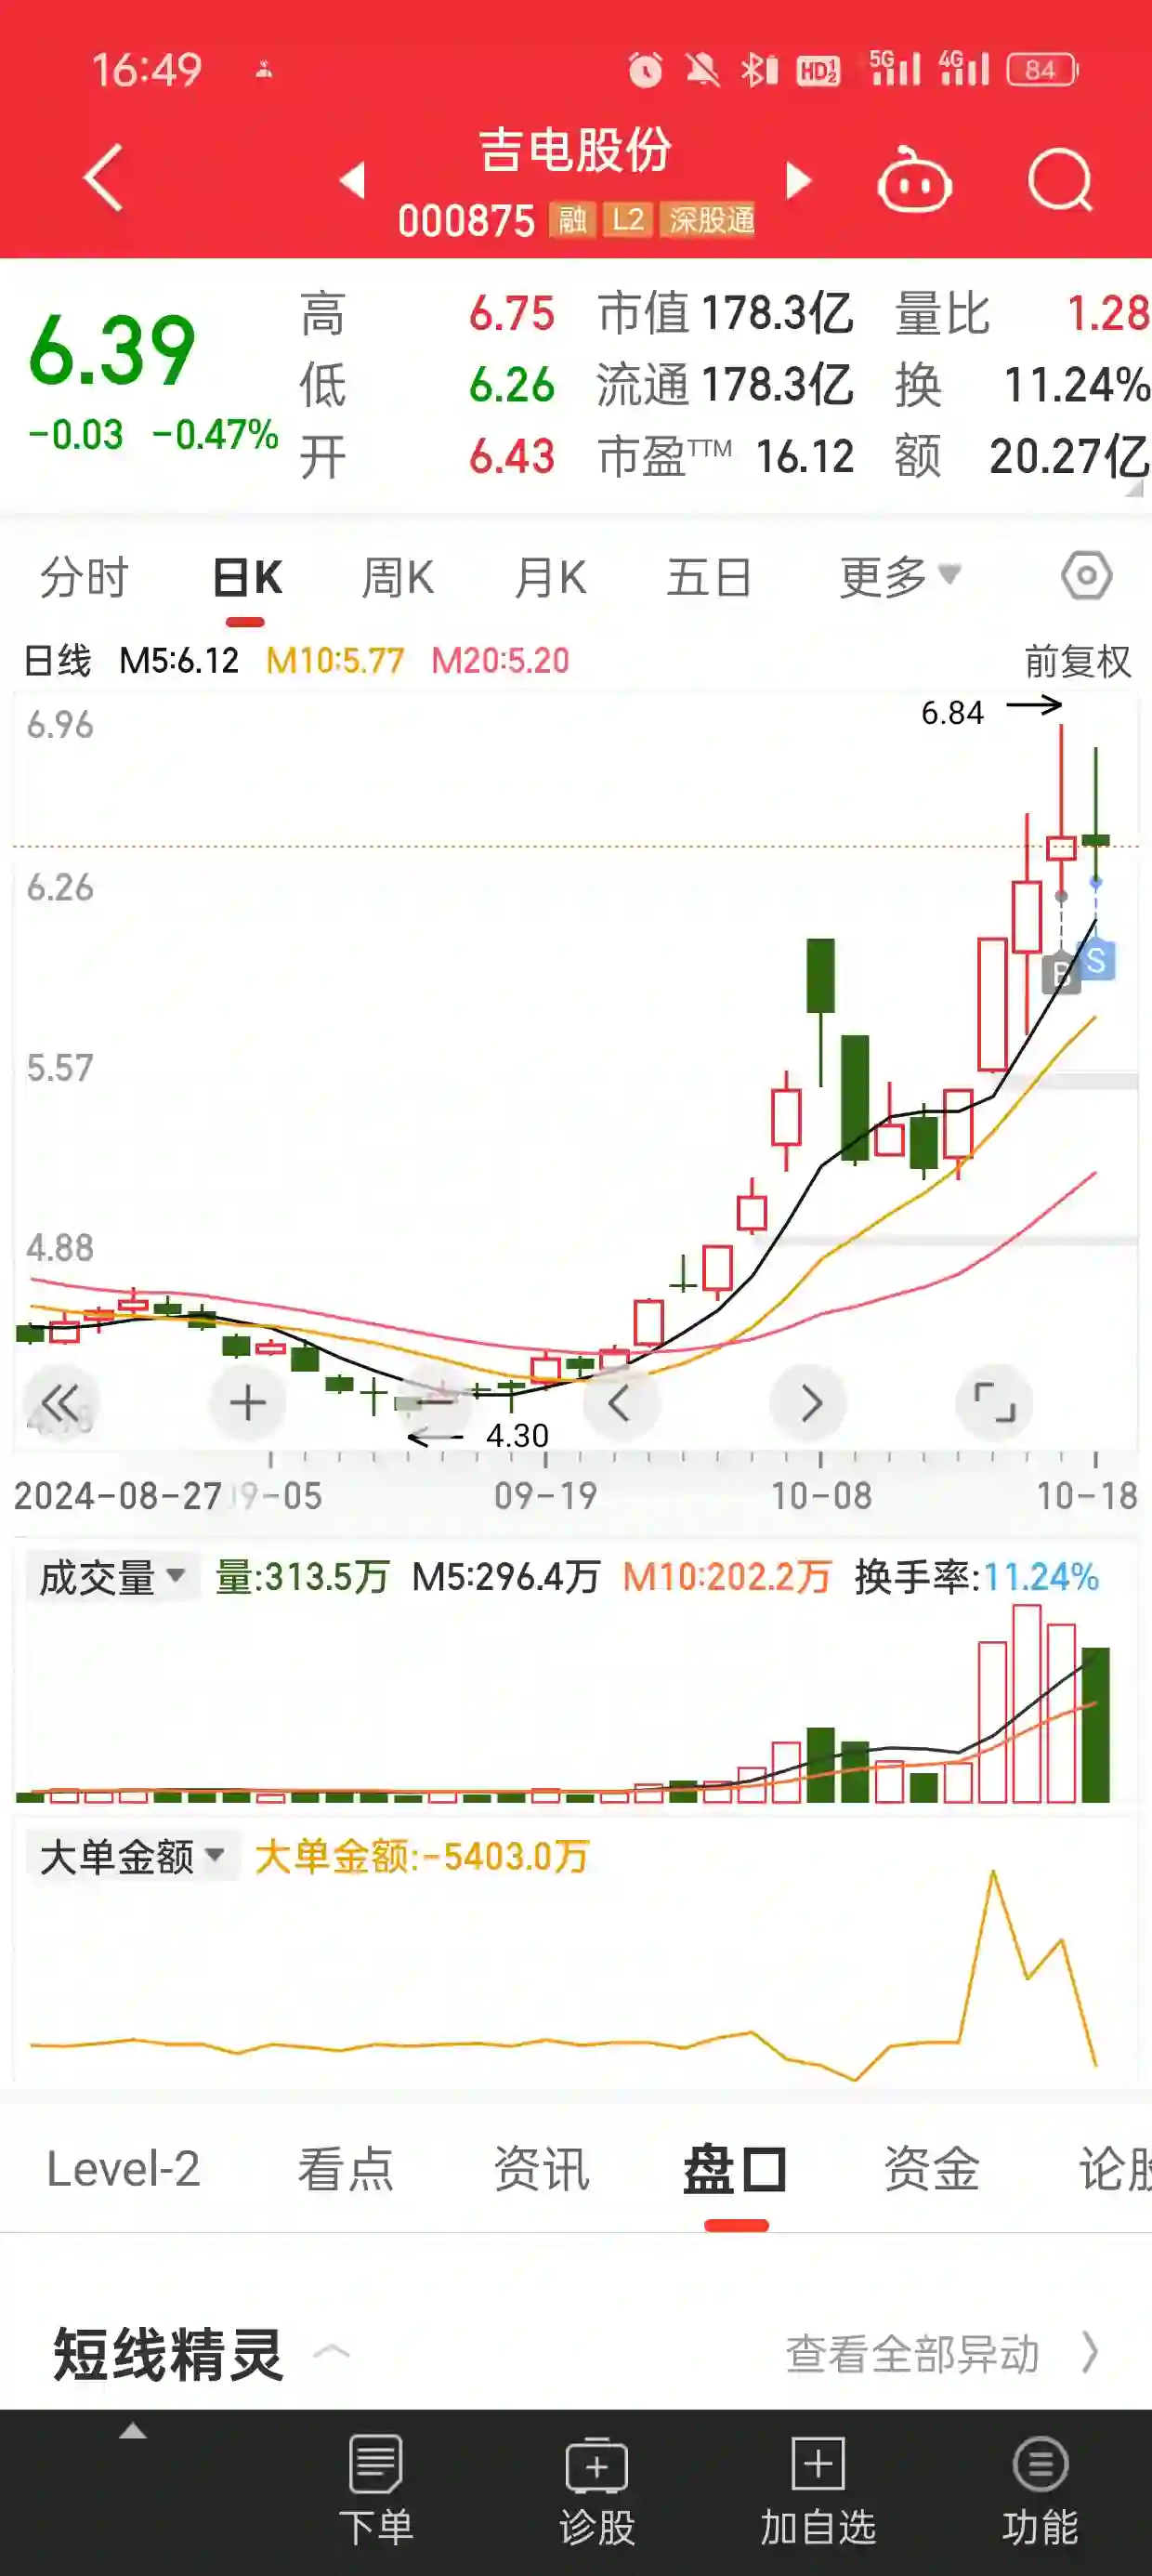 16:49 HD 1 2 5G 4G 84
吉电股份
000875 融 L2 深股通
6.39 高 6.75 市值 178.3亿 量比 1.28
低 6.26 流通 178.3亿 换 11.24%
-0.03 -0.47% 开 6.43 市盈TTM 16.12 额 20.27亿
分时 日K 周K 月K 五日 更多
日线 M5:6.12 M10:5.77 M20:5.20 前复权
6.96 6.84
6.26
B S
5.57
4.88
4.30
2024-08-27 09-19 10-08 10-18
成交量 量:313.5万 M5:296.4万 M10:202.2万 换手率:11.24%
大单金额 大单金额:-5403.0万
Level-2 看点 资讯 盘口 资金 论股
短线精灵 查看全部异动
下单 诊股 加自选 功能